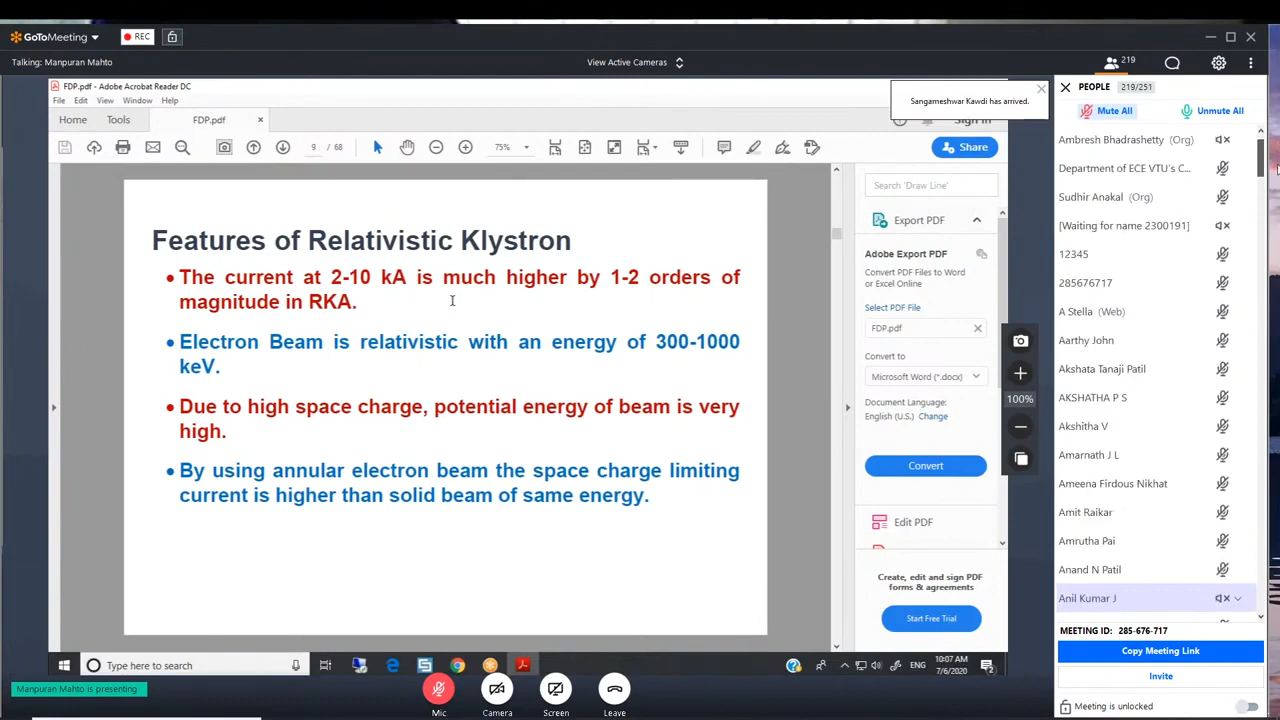 GoToMeeting
REC
Talking: Manpuran Mahto
View Active Cameras
219
FDP.pdf - Adobe Acrobat Reader DC
File Edit View Window Help
Home Tools FDP.pdf
Sangameshwar Kawdi has arrived.
9 / 68
75%
Share
Features of Relativistic Klystron
• The current at 2-10 kA is much higher by 1-2 orders of
magnitude in RKA.
• Electron Beam is relativistic with an energy of 300-1000
keV.
• Due to high space charge, potential energy of beam is very
high.
• By using annular electron beam the space charge limiting
current is higher than solid beam of same energy.
Search 'Draw Line'
Export PDF
Adobe Export PDF
Convert PDF Files to Word
or Excel Online
Select PDF File
FDP.pdf
Convert to
Microsoft Word (*.docx)
Document Language:
English (U.S.) Change
Convert
Edit PDF
Create, edit and sign PDF
forms & agreements
Start Free Trial
100%
PEOPLE 219/251
Mute All Unmute All
Ambresh Bhadrashetty (Org)
Department of ECE VTU's C...
Sudhir Anakal (Org)
[Waiting for name 2300191]
12345
285676717
A Stella (Web)
Aarthy John
Akshata Tanaji Patil
AKSHATHA P S
Akshitha V
Amarnath J L
Ameena Firdous Nikhat
Amit Raikar
Amrutha Pai
Anand N Patil
Anil Kumar J
MEETING ID: 285-676-717
Copy Meeting Link
Invite
Meeting is unlocked
Type here to search
ENG
10:07 AM
7/6/2020
2
Manpuran Mahto is presenting
Mic Camera Screen Leave